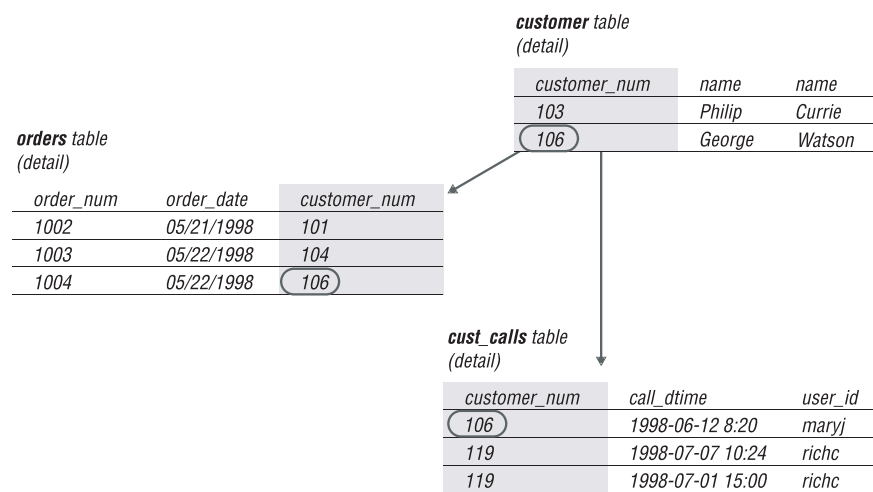 customer table
(detail)
customer_num name name
103 Philip Currie
106 George Watson
orders table
(detail)
order_num order_date customer_num
1002 05/21/1998 101
1003 05/22/1998 104
1004 05/22/1998 106
cust_calls table
(detail)
customer_num call_dtime user_id
106 1998-06-12 8:20 maryj
119 1998-07-07 10:24 richc
119 1998-07-01 15:00 richc